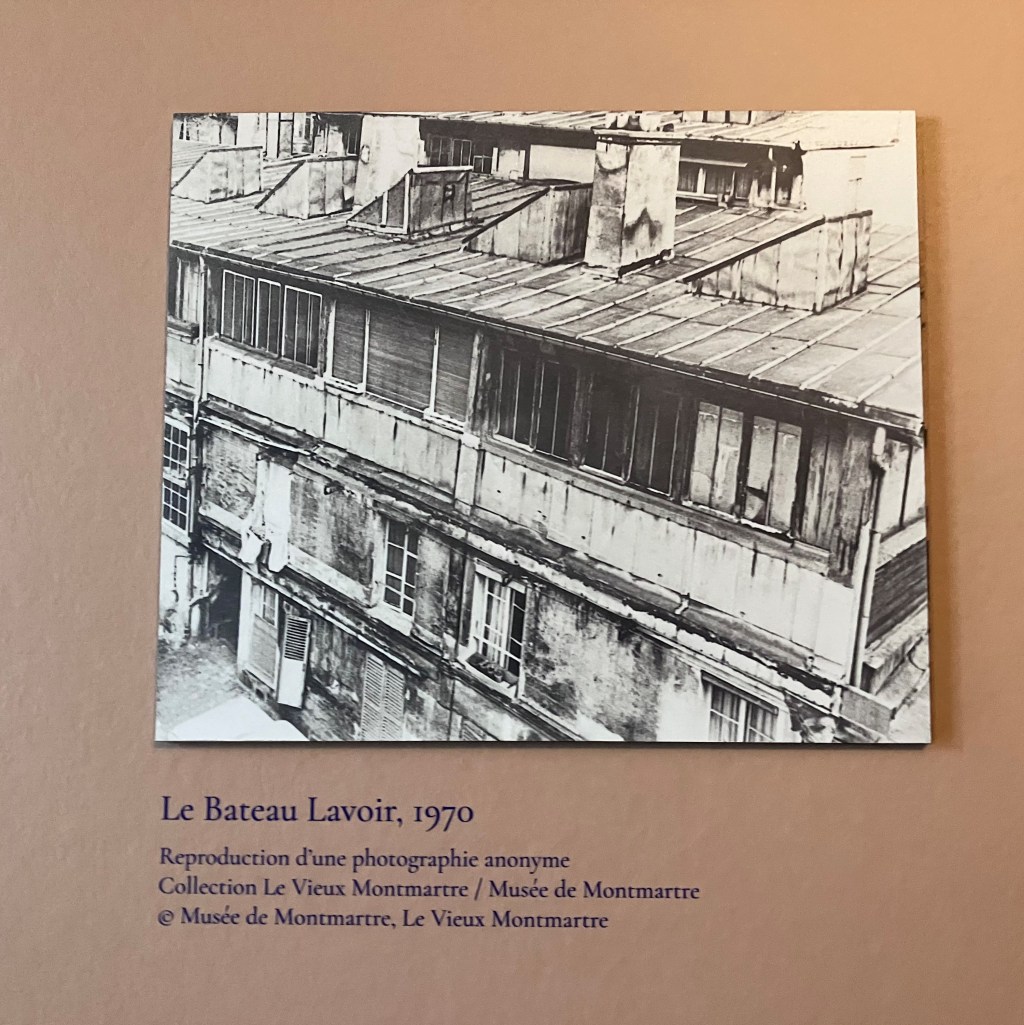 Le Bateau Lavoir, 1970
Reproduction d'une photographie anonyme
Collection Le Vieux Montmartre / Musée de Montmartre
© Musée de Montmartre, Le Vieux Montmartre